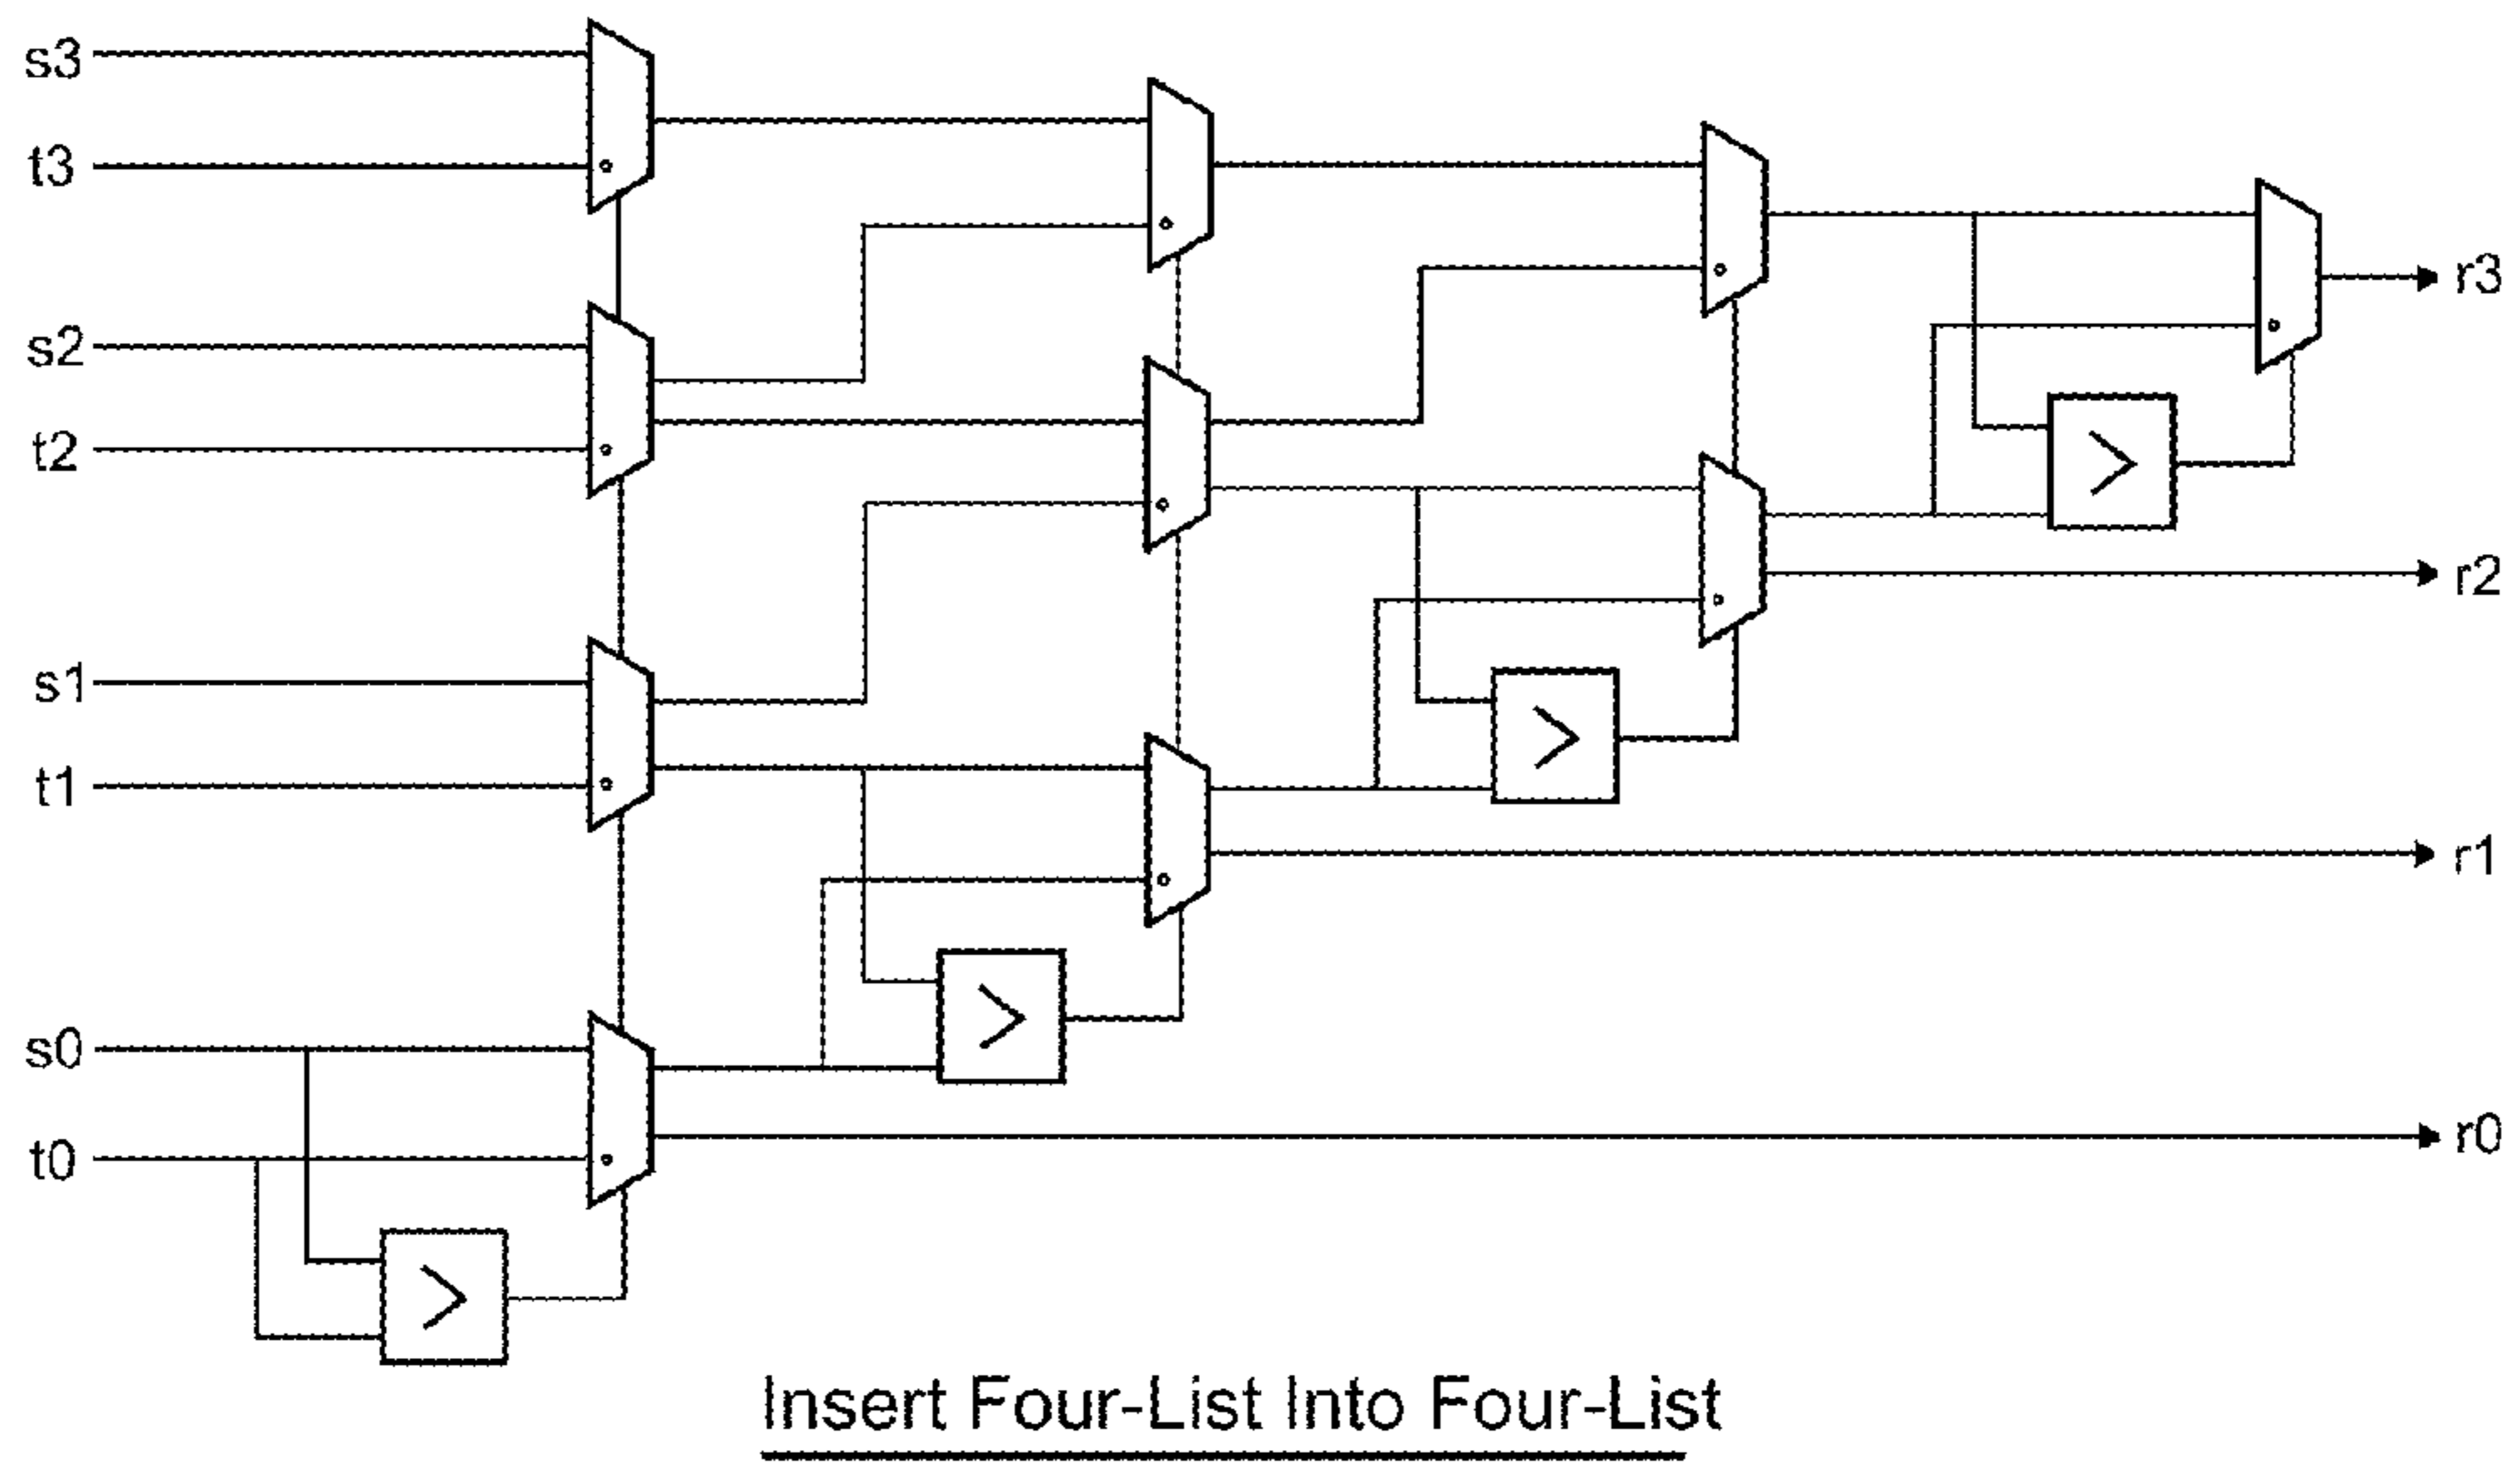 s3
t3
r3
s2
t2
>
r2
s1
t1
>
r1
>
s0
t0
r0
>
Insert Four-List Into Four-List